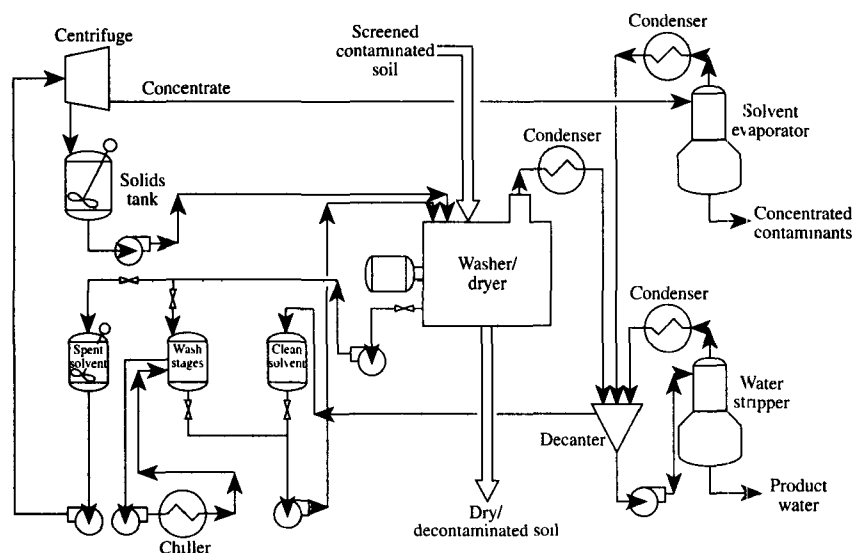 Centrifuge
Screened
contaminated
soil
Condenser
Concentrate
Solvent
evaporator
Condenser
Solids
tank
Concentrated
contaminants
Washer/
dryer
Condenser
Spent
solvent
Wash
stages
Clean
solvent
Water
stripper
Decanter
Product
water
Dry/
decontaminated soil
Chiller